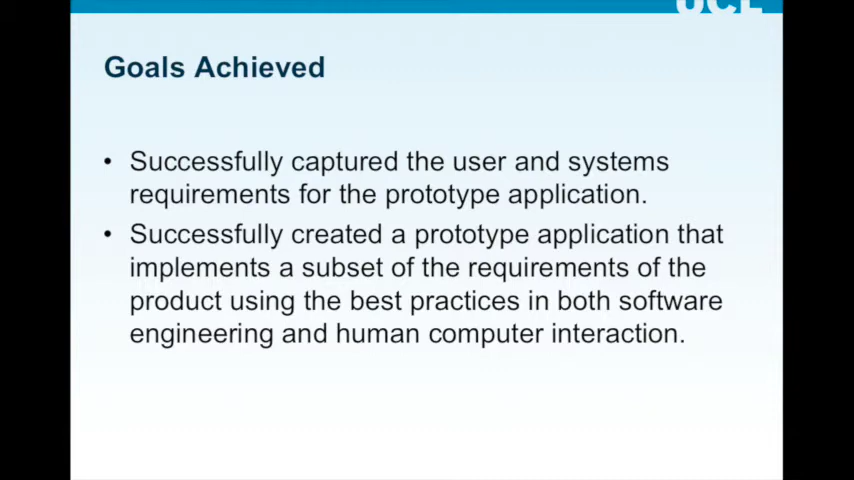 UCL
Goals Achieved
• Successfully captured the user and systems
requirements for the prototype application.
• Successfully created a prototype application that
implements a subset of the requirements of the
product using the best practices in both software
engineering and human computer interaction.